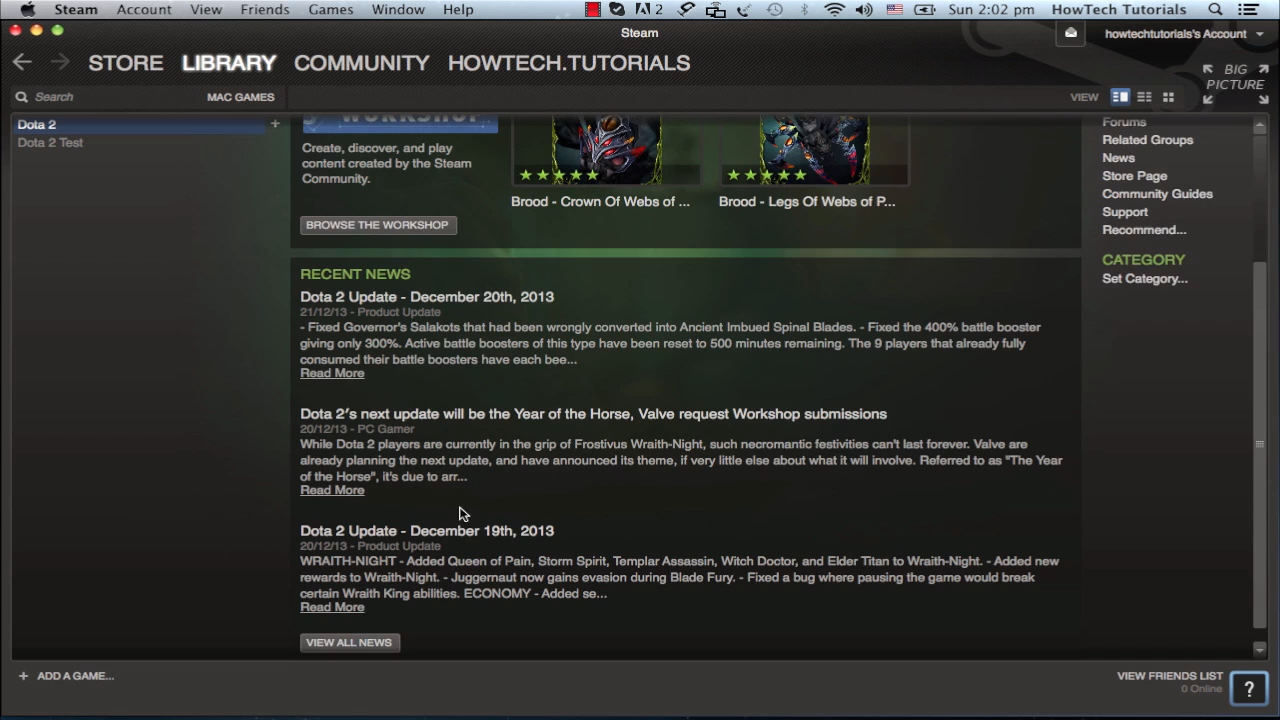 Steam Account View Friends Games Window Help
2 Sun 2:02 pm HowTech Tutorials
Steam
howtechtutorials's Account
STORE LIBRARY COMMUNITY HOWTECH.TUTORIALS
BIG
PICTURE
Search MAC GAMES VIEW
Dota 2 +
Dota 2 Test
WORKSHOP
Create, discover, and play
content created by the Steam
Community.
BROWSE THE WORKSHOP
Brood - Crown Of Webs of ...
Brood - Legs Of Webs of P...
Forums
Related Groups
News
Store Page
Community Guides
Support
Recommend...
CATEGORY
Set Category...
RECENT NEWS
Dota 2 Update - December 20th, 2013
21/12/13 - Product Update
- Fixed Governor's Salakots that had been wrongly converted into Ancient Imbued Spinal Blades. - Fixed the 400% battle booster
giving only 300%. Active battle boosters of this type have been reset to 500 minutes remaining. The 9 players that already fully
consumed their battle boosters have each bee...
Read More
Dota 2's next update will be the Year of the Horse, Valve request Workshop submissions
20/12/13 - PC Gamer
While Dota 2 players are currently in the grip of Frostivus Wraith-Night, such necromantic festivities can't last forever. Valve are
already planning the next update, and have announced its theme, if very little else about what it will involve. Referred to as "The Year
of the Horse", it's due to arr...
Read More
Dota 2 Update - December 19th, 2013
20/12/13 - Product Update
WRAITH-NIGHT - Added Queen of Pain, Storm Spirit, Templar Assassin, Witch Doctor, and Elder Titan to Wraith-Night. - Added new
rewards to Wraith-Night. - Juggernaut now gains evasion during Blade Fury. - Fixed a bug where pausing the game would break
certain Wraith King abilities. ECONOMY - Added se...
Read More
VIEW ALL NEWS
+ ADD A GAME...
VIEW FRIENDS LIST
0 Online
?